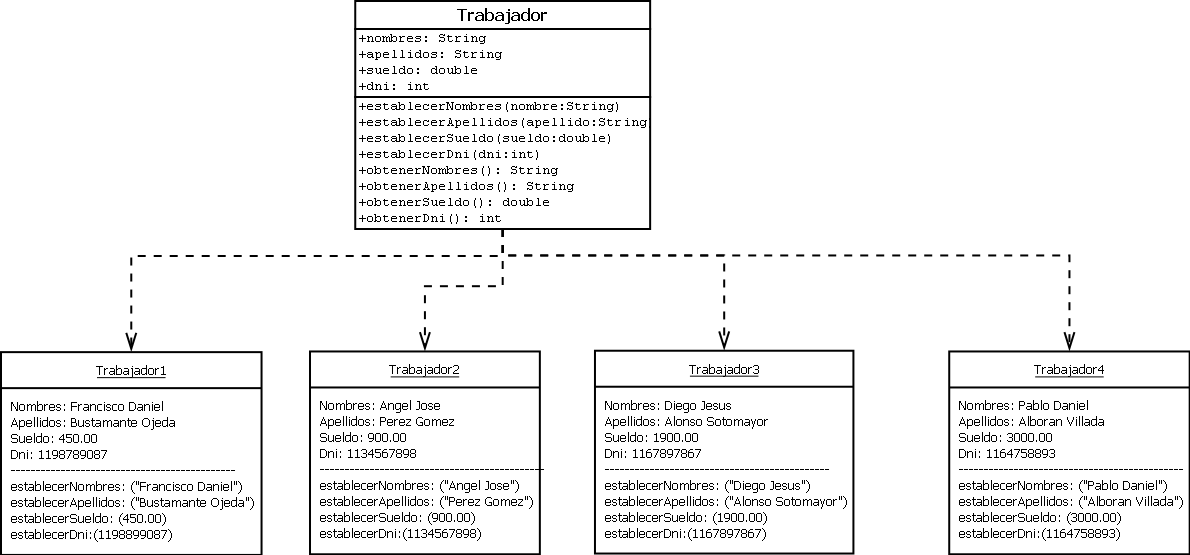 Trabajador
+nombres: String
+apellidos: String
+sueldo: double
+dni: int
+establecerNombres(nombre:String)
+establecerApellidos(apellido:String
+establecerSueldo(sueldo:double)
+establecerDni(dni:int)
+obtenerNombres(): String
+obtenerApellidos(): String
+obtenerSueldo(): double
+obtenerDni(): int
Trabajador1
Nombres: Francisco Daniel
Apellidos: Bustamante Ojeda
Sueldo: 450.00
Dni: 1198789087
establecerNombres: ("Francisco Daniel")
establecerApellidos: ("Bustamante Ojeda")
establecerSueldo: (450.00)
establecerDni:(1198899087)
Trabajador2
Nombres: Angel Jose
Apellidos: Perez Gomez
Sueldo: 900.00
Dni: 1134567898
establecerNombres: ("Angel Jose")
establecerApellidos: ("Perez Gomez")
establecerSueldo: (900.00)
establecerDni:(1134567898)
Trabajador3
Nombres: Diego Jesus
Apellidos: Alonso Sotomayor
Sueldo: 1900.00
Dni: 1167897867
establecerNombres: ("Diego Jesus")
establecerApellidos: ("Alonso Sotomayor")
establecerSueldo: (1900.00)
establecerDni:(1167897867)
Trabajador4
Nombres: Pablo Daniel
Apellidos: Alboran Villada
Sueldo: 3000.00
Dni: 1164758893
establecerNombres: ("Pablo Daniel")
establecerApellidos: ("Alboran Villada")
establecerSueldo: (3000.00)
establecerDni:(1164758893)